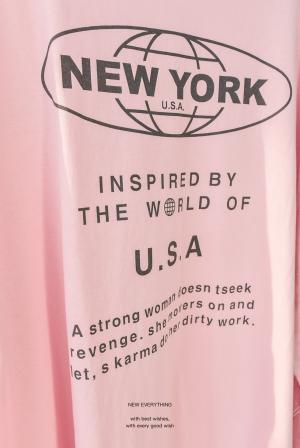 NEW YORK
U.S.A.
INSPIRED BY
THE WORLD OF
U.S.A
A strong woman doesn tseek
revenge. she moers on and
let, s karma do her dirty work.
NEW EVERYTHING
with best wishes,
with every good wish